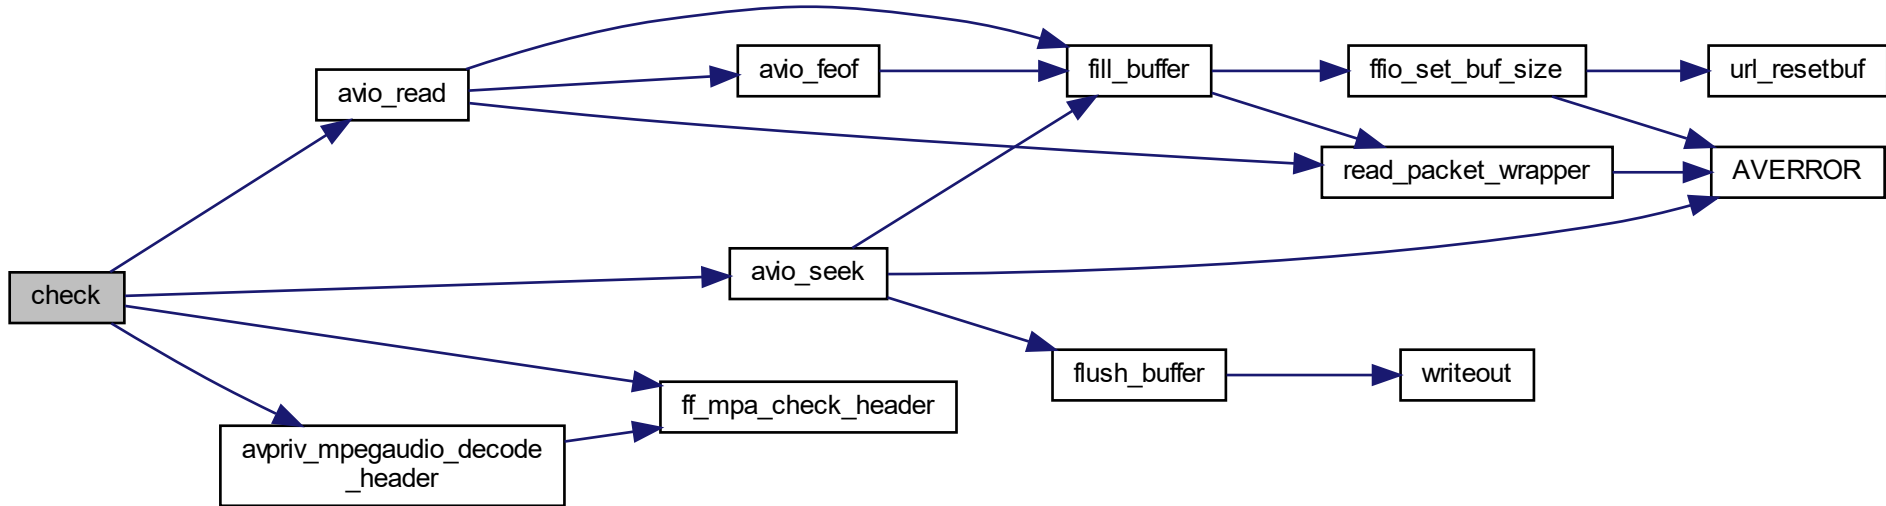 check
avio_read
avio_feof
fill_buffer
ffio_set_buf_size
url_resetbuf
read_packet_wrapper
AVERROR
avio_seek
flush_buffer
writeout
ff_mpa_check_header
avpriv_mpegaudio_decode
_header